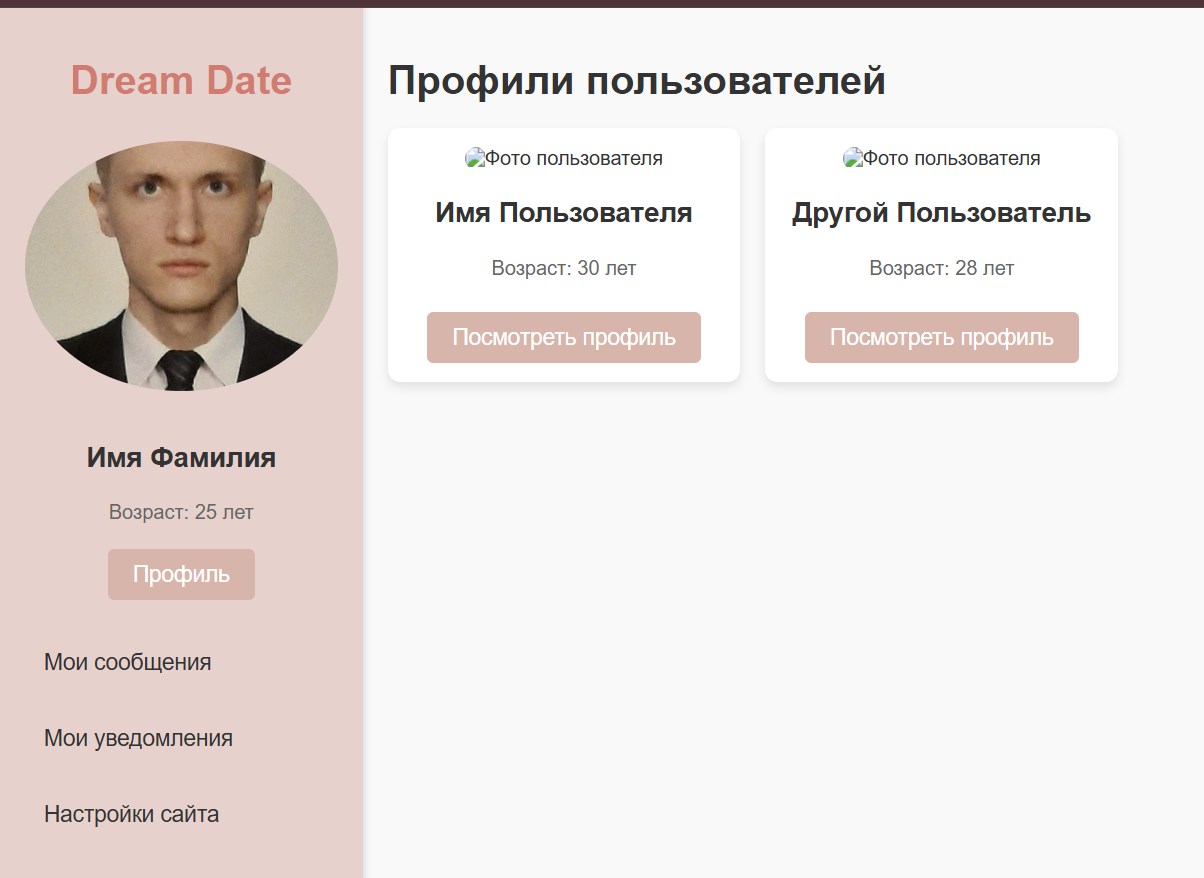 Dream Date
Имя Фамилия
Возраст: 25 лет
Профиль
Мои сообщения
Мои уведомления
Настройки сайта
Профили пользователей
Фото пользователя
Имя Пользователя
Возраст: 30 лет
Посмотреть профиль
Фото пользователя
Другой Пользователь
Возраст: 28 лет
Посмотреть профиль